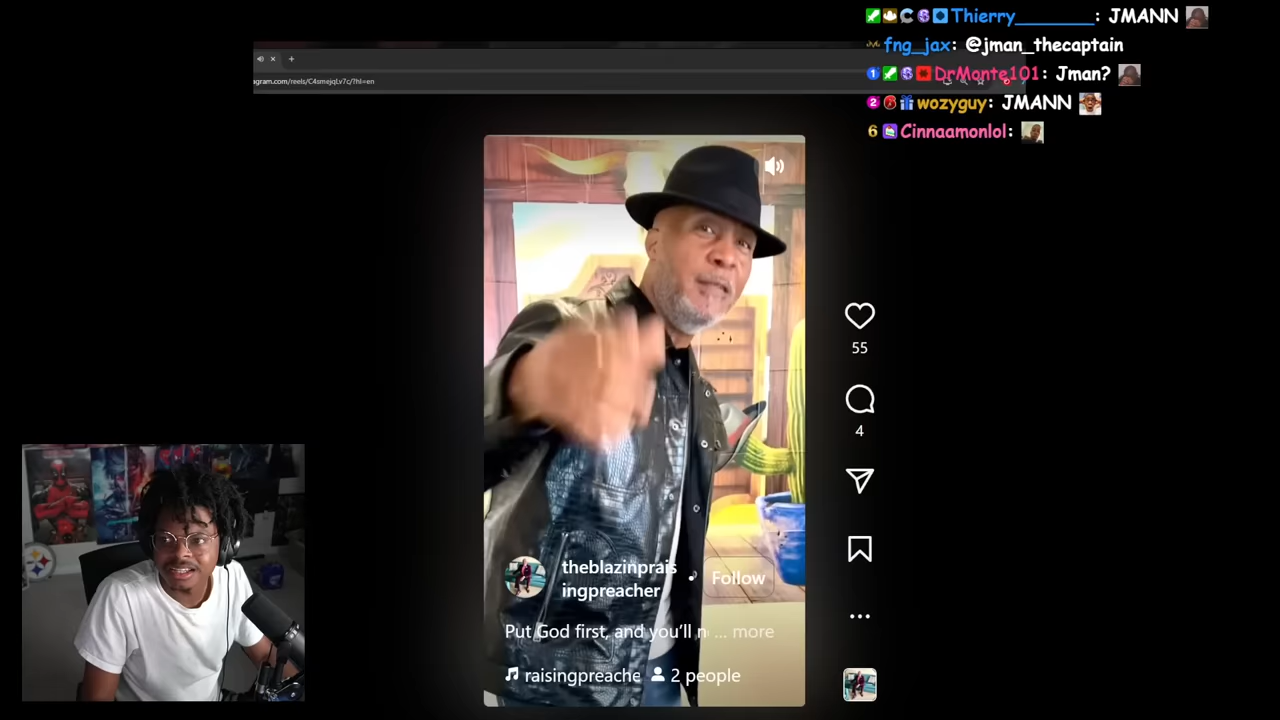 Thierry_______: JMANN
fng_jax: @jman_thecaptain
DrMonte101: Jman?
wozyguy: JMANN
Cinnaamonlol:
agram.com/reels/C4smejqLv7c/?hl=en
55
4
theblazinprais
ingpreacher
Follow
Put God first, and you'll n ... more
raisingpreache 2 people